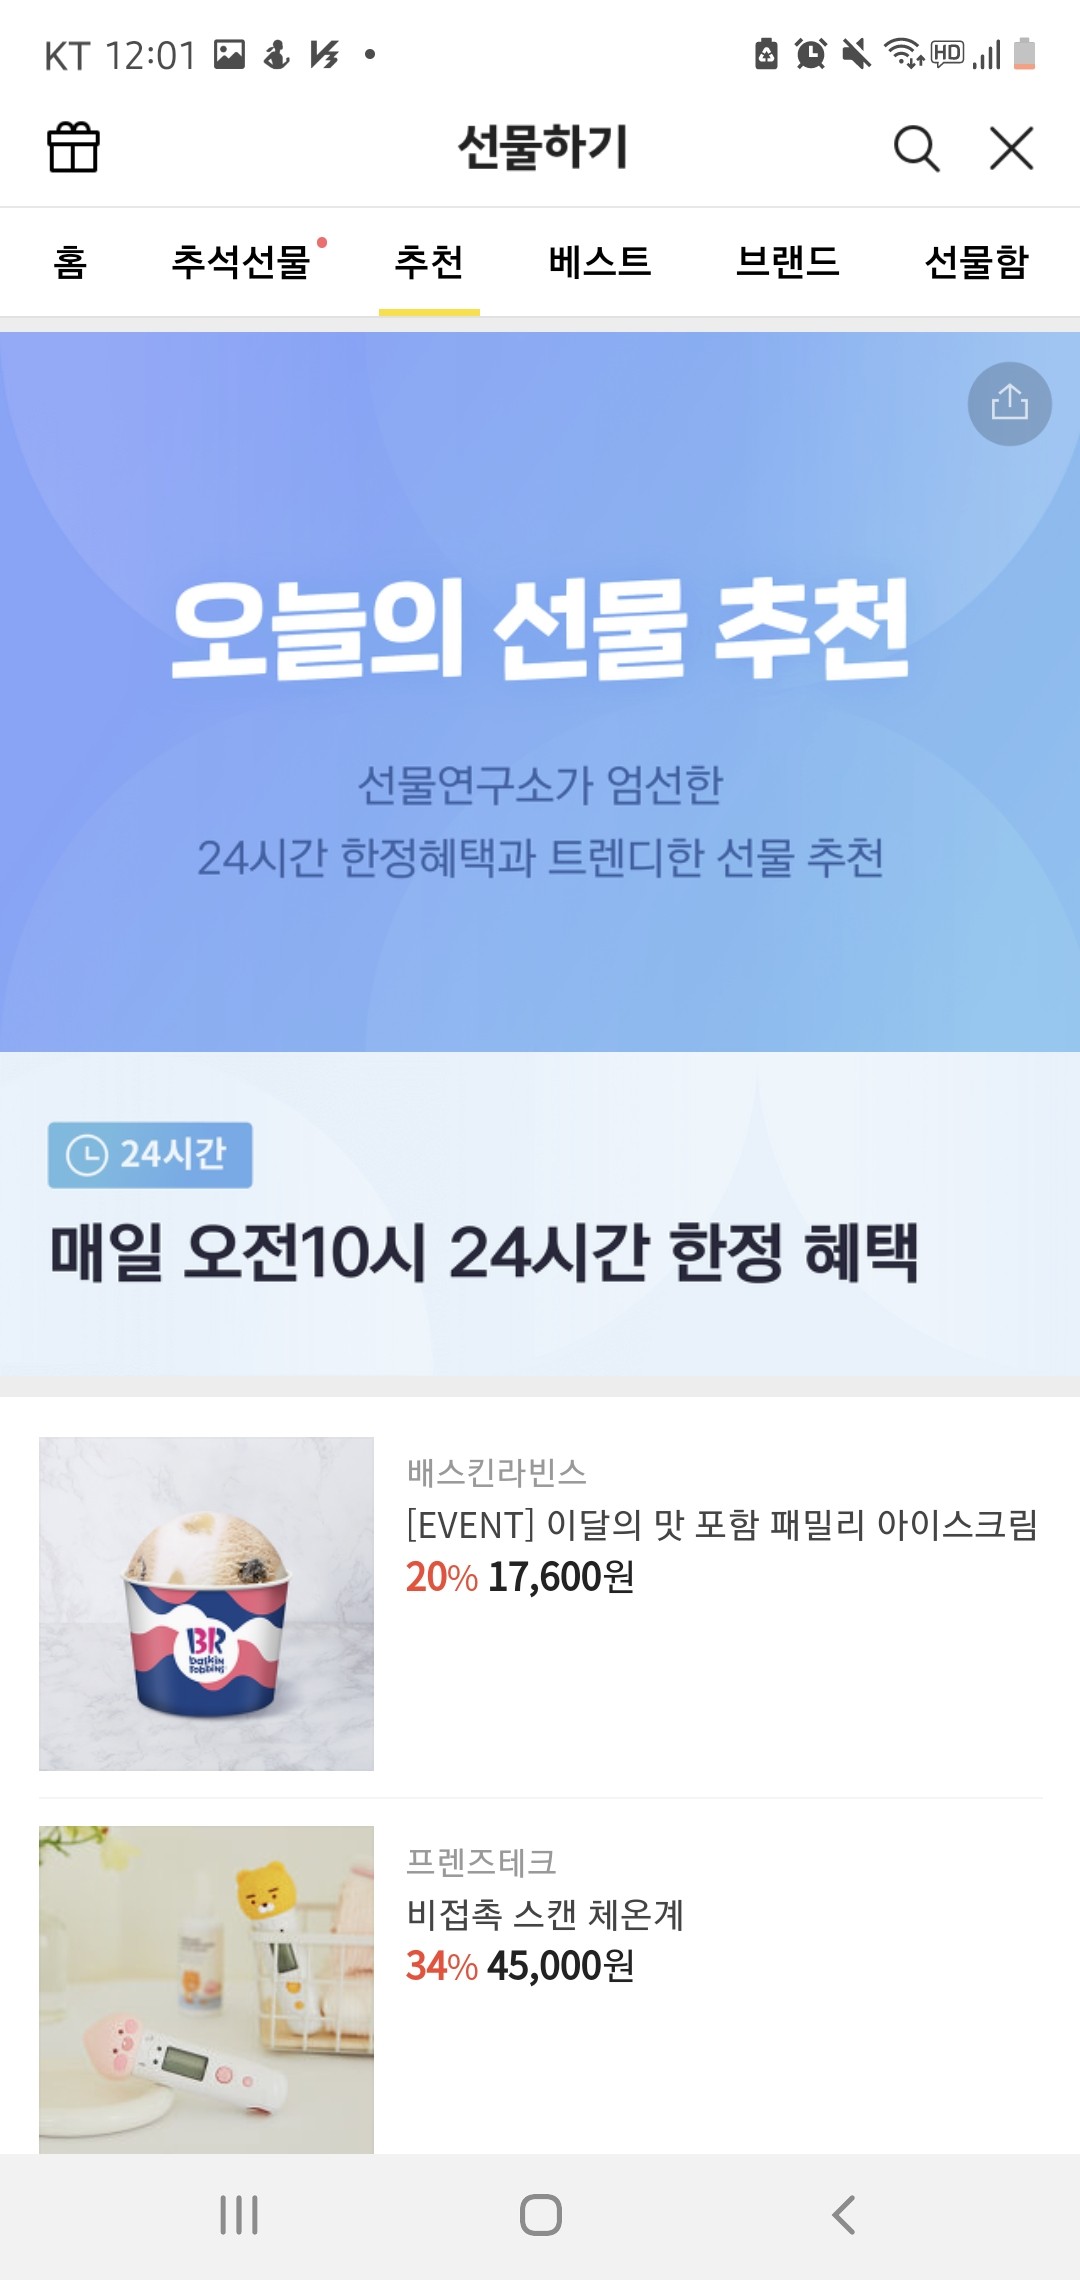 KT 12:01
HD
선물하기
홈 추석선물 추천 베스트 브랜드 선물함
오늘의 선물 추천
선물연구소가 엄선한
24시간 한정혜택과 트렌디한 선물 추천
24시간
매일 오전10시 24시간 한정 혜택
배스킨라빈스
[EVENT] 이달의 맛 포함 패밀리 아이스크림
20% 17,600원
BR
baskin
robbins
프렌즈테크
비접촉 스캔 체온계
34% 45,000원